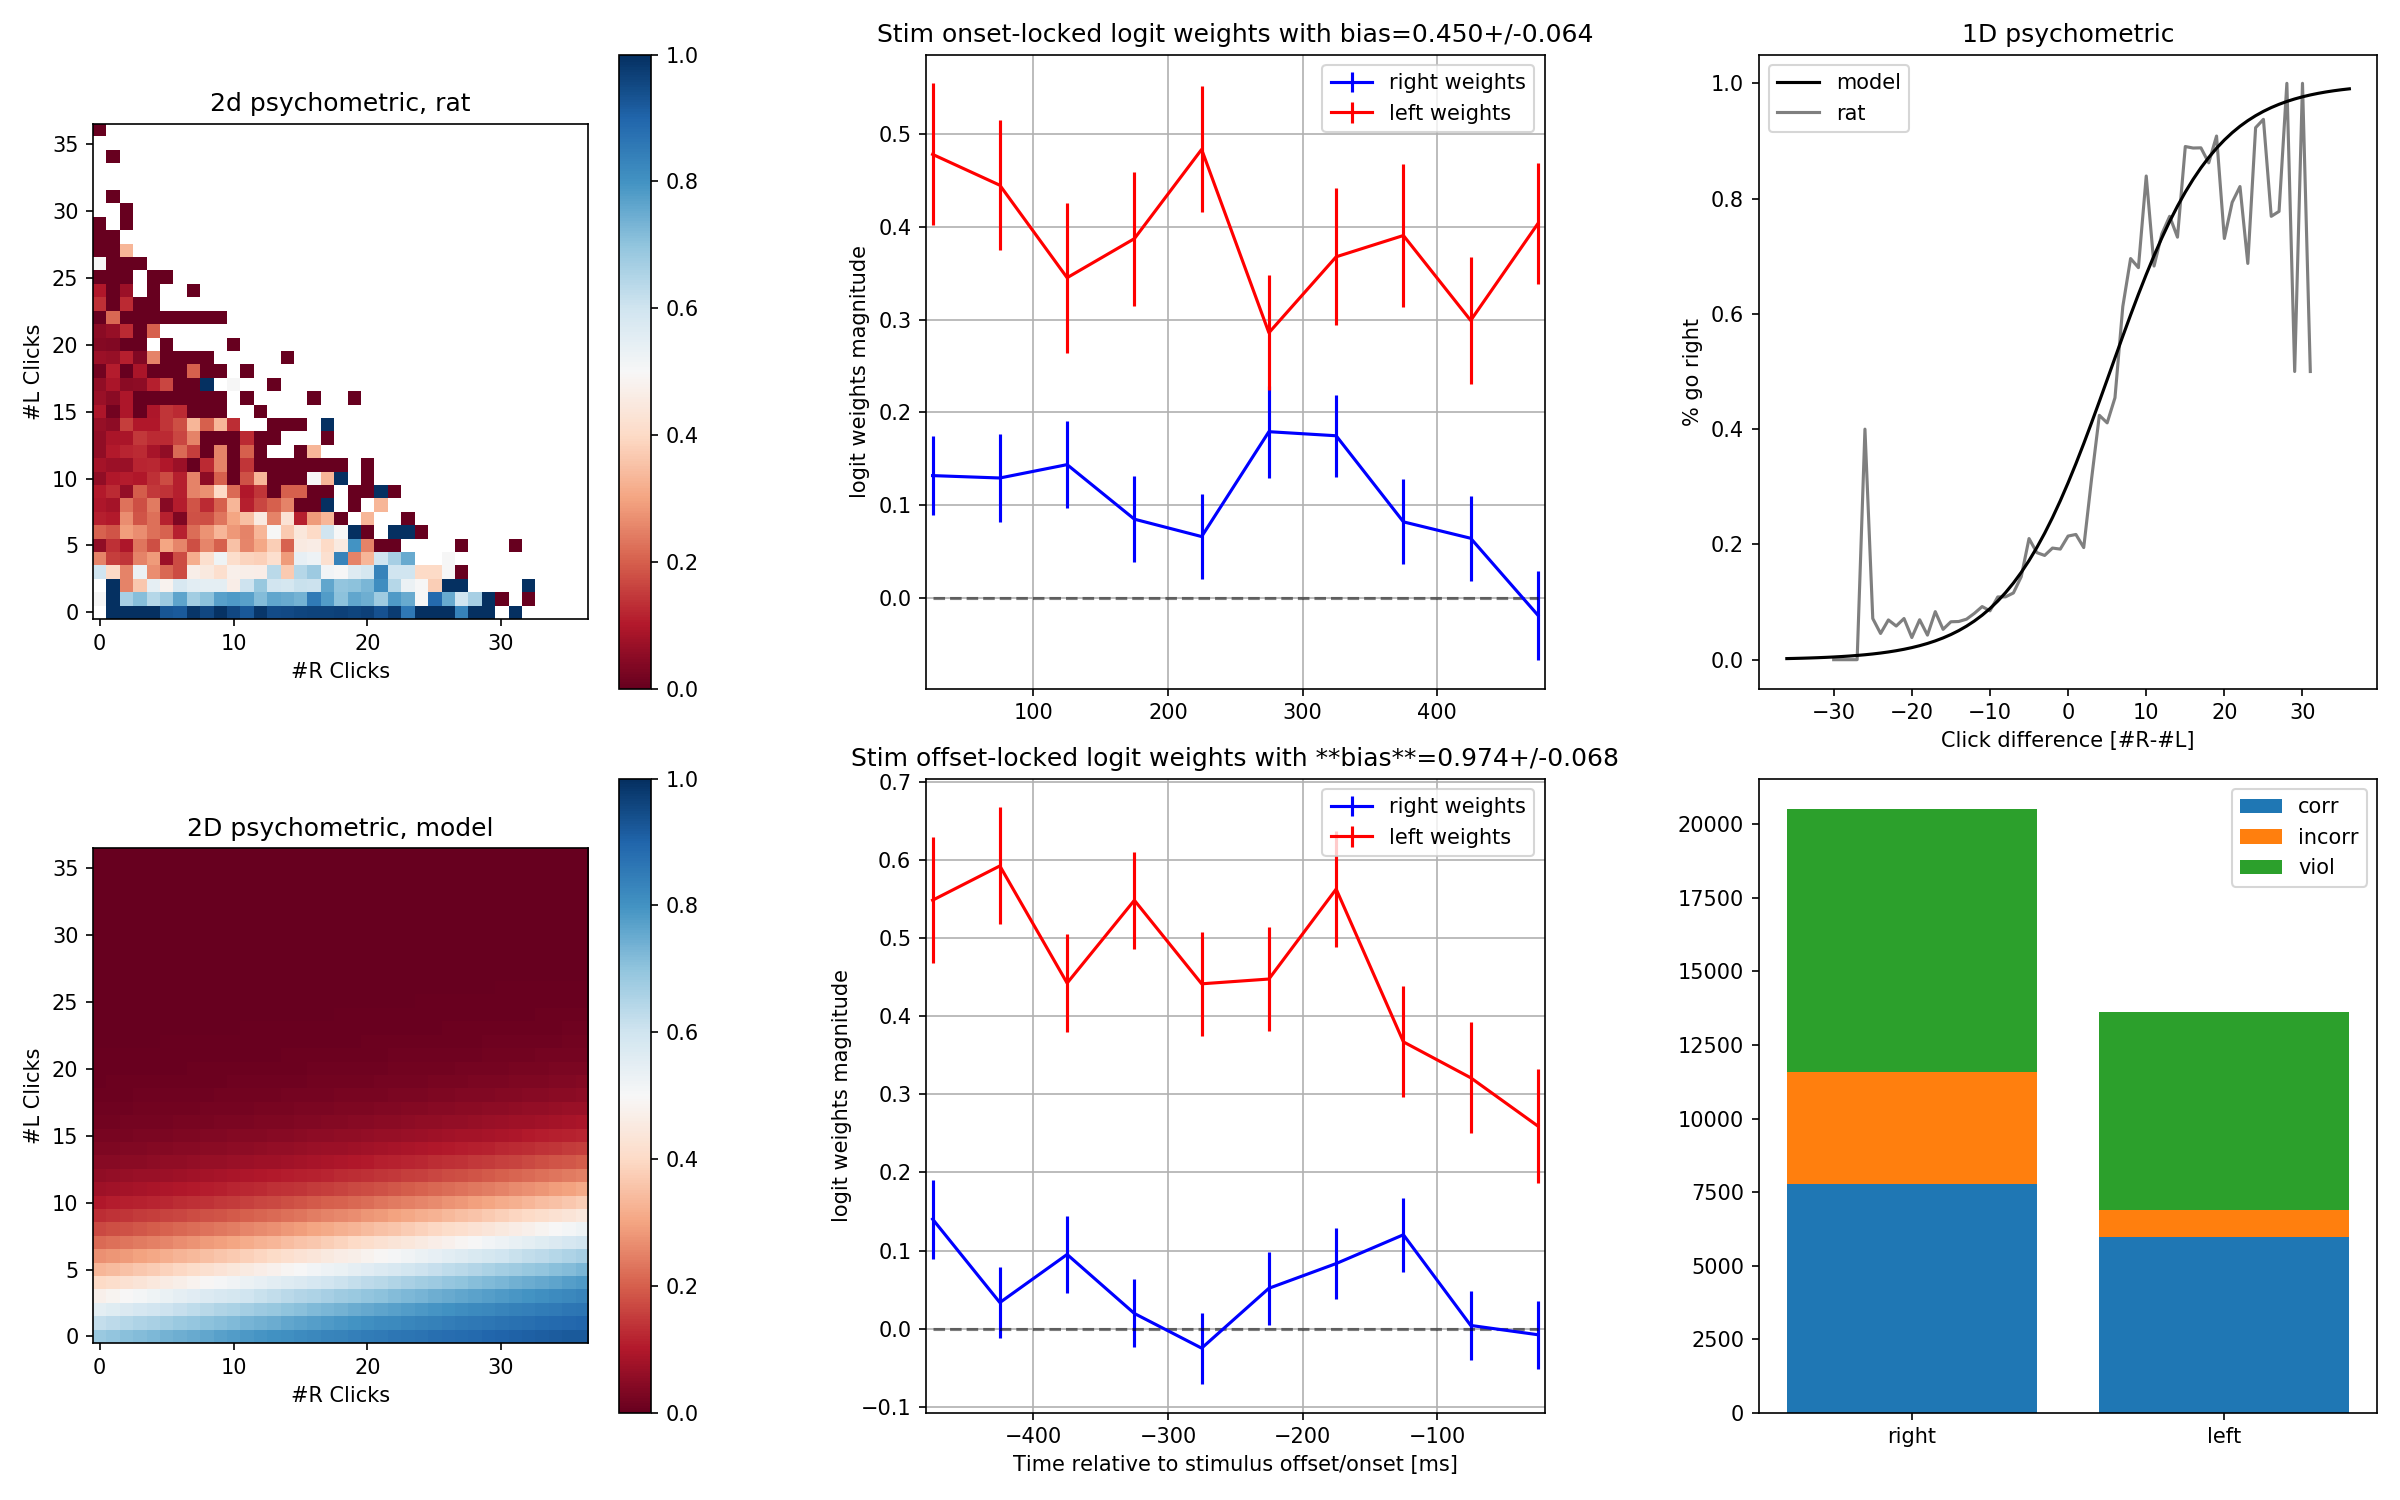 2d psychometric, rat
35
30
25
20
15
10
5
0
#L Clicks
0 10 20 30
#R Clicks
1.0
0.8
0.6
0.4
0.2
0.0
Stim onset-locked logit weights with bias=0.450+/-0.064
right weights
left weights
0.5
0.4
0.3
0.2
0.1
0.0
logit weights magnitude
100 200 300 400
1D psychometric
model
rat
1.0
0.8
0.6
0.4
0.2
0.0
% go right
−30 −20 −10 0 10 20 30
Click difference [#R-#L]
2D psychometric, model
35
30
25
20
15
10
5
0
#L Clicks
0 10 20 30
#R Clicks
1.0
0.8
0.6
0.4
0.2
0.0
Stim offset-locked logit weights with **bias**=0.974+/-0.068
right weights
left weights
0.7
0.6
0.5
0.4
0.3
0.2
0.1
0.0
−0.1
logit weights magnitude
−400 −300 −200 −100
Time relative to stimulus offset/onset [ms]
corr
incorr
viol
20000
17500
15000
12500
10000
7500
5000
2500
0
right left